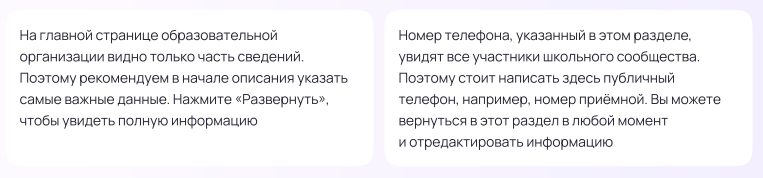 На главной странице образовательной
организации видно только часть сведений.
Поэтому рекомендуем в начале описания указать
самые важные данные. Нажмите «Развернуть»,
чтобы увидеть полную информацию
Номер телефона, указанный в этом разделе,
увидят все участники школьного сообщества.
Поэтому стоит написать здесь публичный
телефон, например, номер приёмной. Вы можете
вернуться в этот раздел в любой момент
и отредактировать информацию